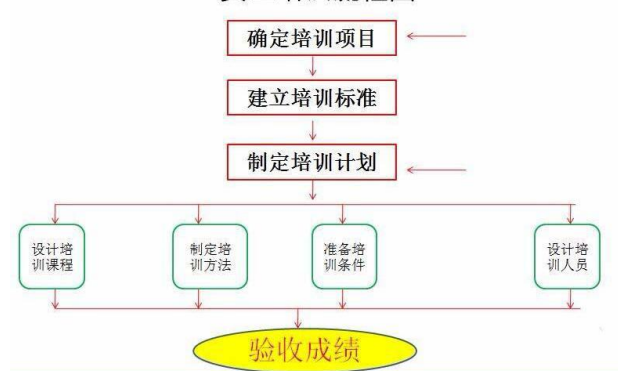 确定培训项目
建立培训标准
制定培训计划
设计培
训课程
制定培
训方法
准备培
训条件
设计培
训人员
验收成绩